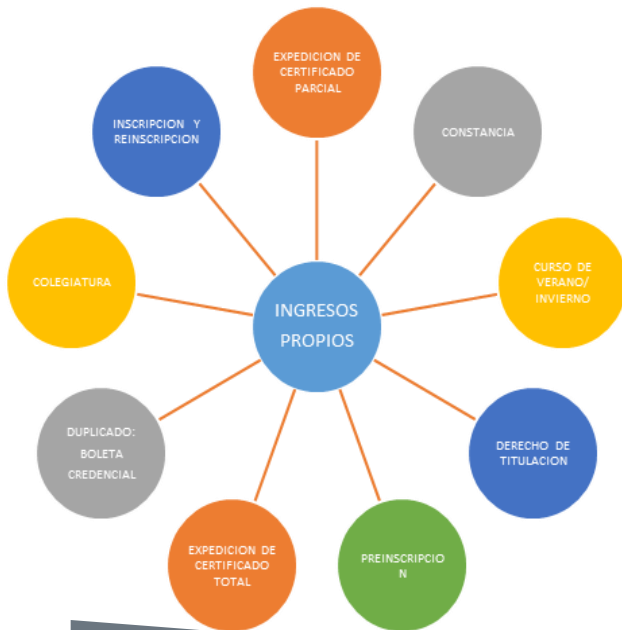 EXPEDICION DE
CERTIFICADO
PARCIAL
INSCRIPCION Y
REINSCRIPCION
CONSTANCIA
COLEGIATURA
CURSO DE
VERANO/
INVIERNO
INGRESOS
PROPIOS
DUPLICADO:
BOLETA
CREDENCIAL
DERECHO DE
TITULACION
EXPEDICION DE
CERTIFICADO
TOTAL
PREINSCRIPCIO
N